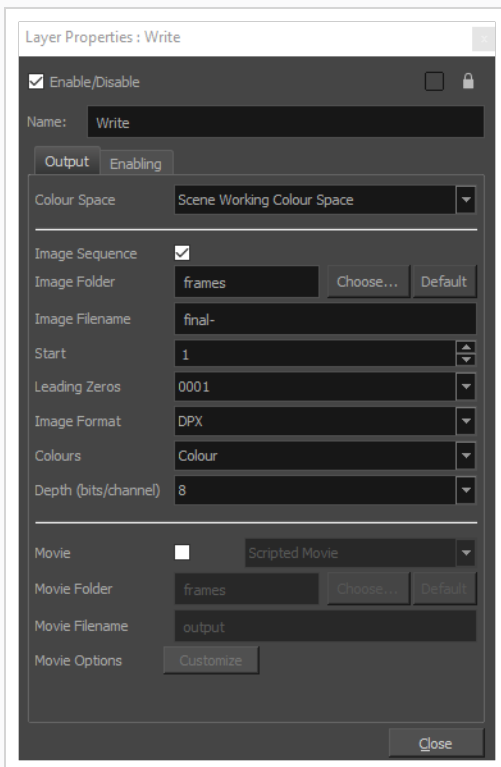 Layer Properties : Write
x
Enable/Disable
Name: Write
Output Enabling
Colour Space Scene Working Colour Space
Image Sequence
Image Folder frames Choose... Default
Image Filename final-
Start 1
Leading Zeros 0001
Image Format DPX
Colours Colour
Depth (bits/channel) 8
Movie Scripted Movie
Movie Folder frames Choose... Default
Movie Filename output
Movie Options Customize
Close